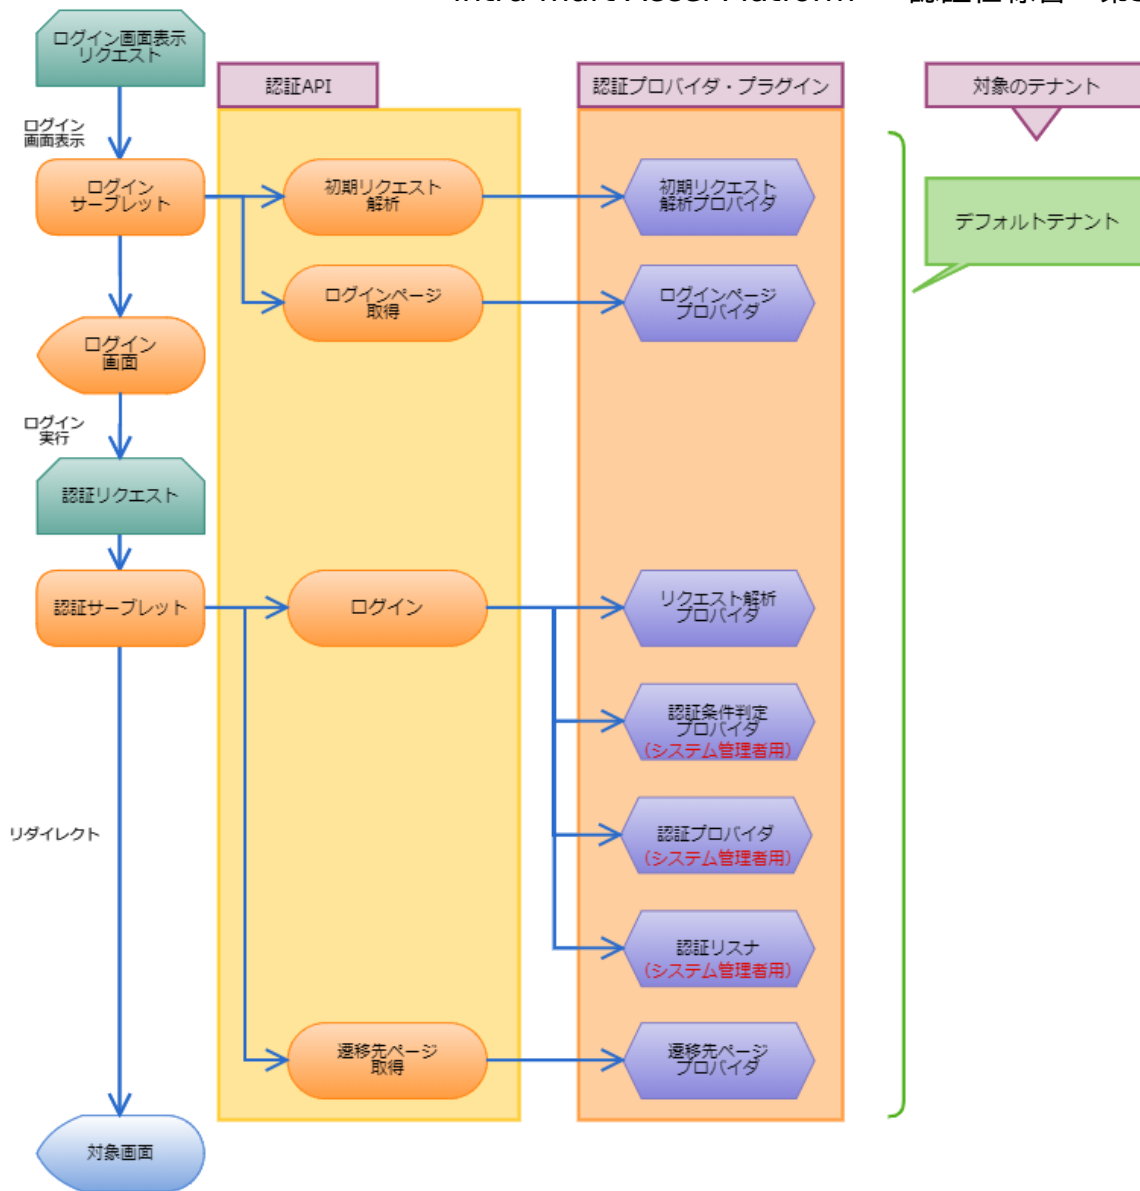 ログイン画面表示
リクエスト
認証API
認証プロバイダ・プラグイン
対象のテナント
ログイン
画面表示
ログイン
サーブレット
初期リクエスト
解析
初期リクエスト
解析プロバイダ
デフォルトテナント
ログインページ
取得
ログインページ
プロバイダ
ログイン
画面
ログイン
実行
認証リクエスト
認証サーブレット
ログイン
リクエスト解析
プロバイダ
認証条件判定
プロバイダ
(システム管理者用)
リダイレクト
認証プロバイダ
(システム管理者用)
認証リスナ
(システム管理者用)
遷移先ページ
取得
遷移先ページ
プロバイダ
対象画面